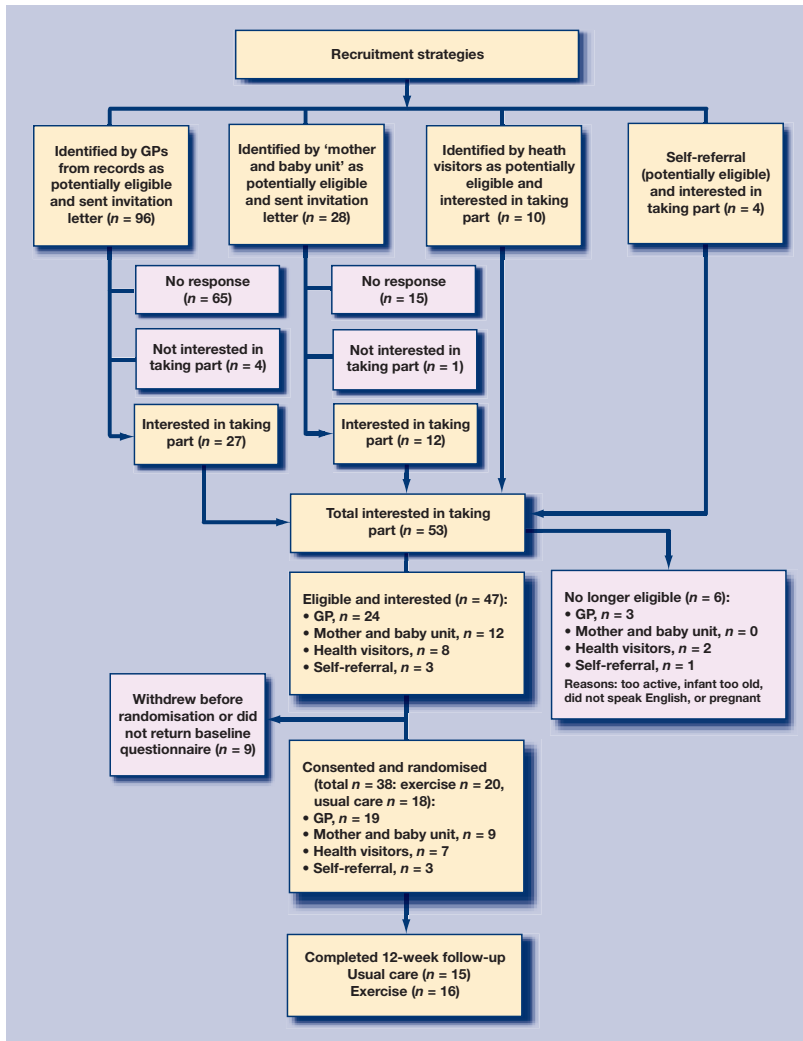 Recruitment strategies
Identified by GPs
from records as
potentially eligible
and sent invitation
letter (n = 96)
Identified by ‘mother
and baby unit’ as
potentially eligible
and sent invitation
letter (n = 28)
Identified by heath
visitors as potentially
eligible and
interested in taking
part (n = 10)
Self-referral
(potentially eligible)
and interested in
taking part (n = 4)
No response
(n = 65)
No response
(n = 15)
Not interested in
taking part (n = 4)
Not interested in
taking part (n = 1)
Interested in taking
part (n = 27)
Interested in taking
part (n = 12)
Total interested in taking
part (n = 53)
Eligible and interested (n = 47):
• GP, n = 24
• Mother and baby unit, n = 12
• Health visitors, n = 8
• Self-referral, n = 3
No longer eligible (n = 6):
• GP, n = 3
• Mother and baby unit, n = 0
• Health visitors, n = 2
• Self-referral, n = 1
Reasons: too active, infant too old,
did not speak English, or pregnant
Withdrew before
randomisation or did
not return baseline
questionnaire (n = 9)
Consented and randomised
(total n = 38: exercise n = 20,
usual care n = 18):
• GP, n = 19
• Mother and baby unit, n = 9
• Health visitors, n = 7
• Self-referral, n = 3
Completed 12-week follow-up
Usual care (n = 15)
Exercise (n = 16)